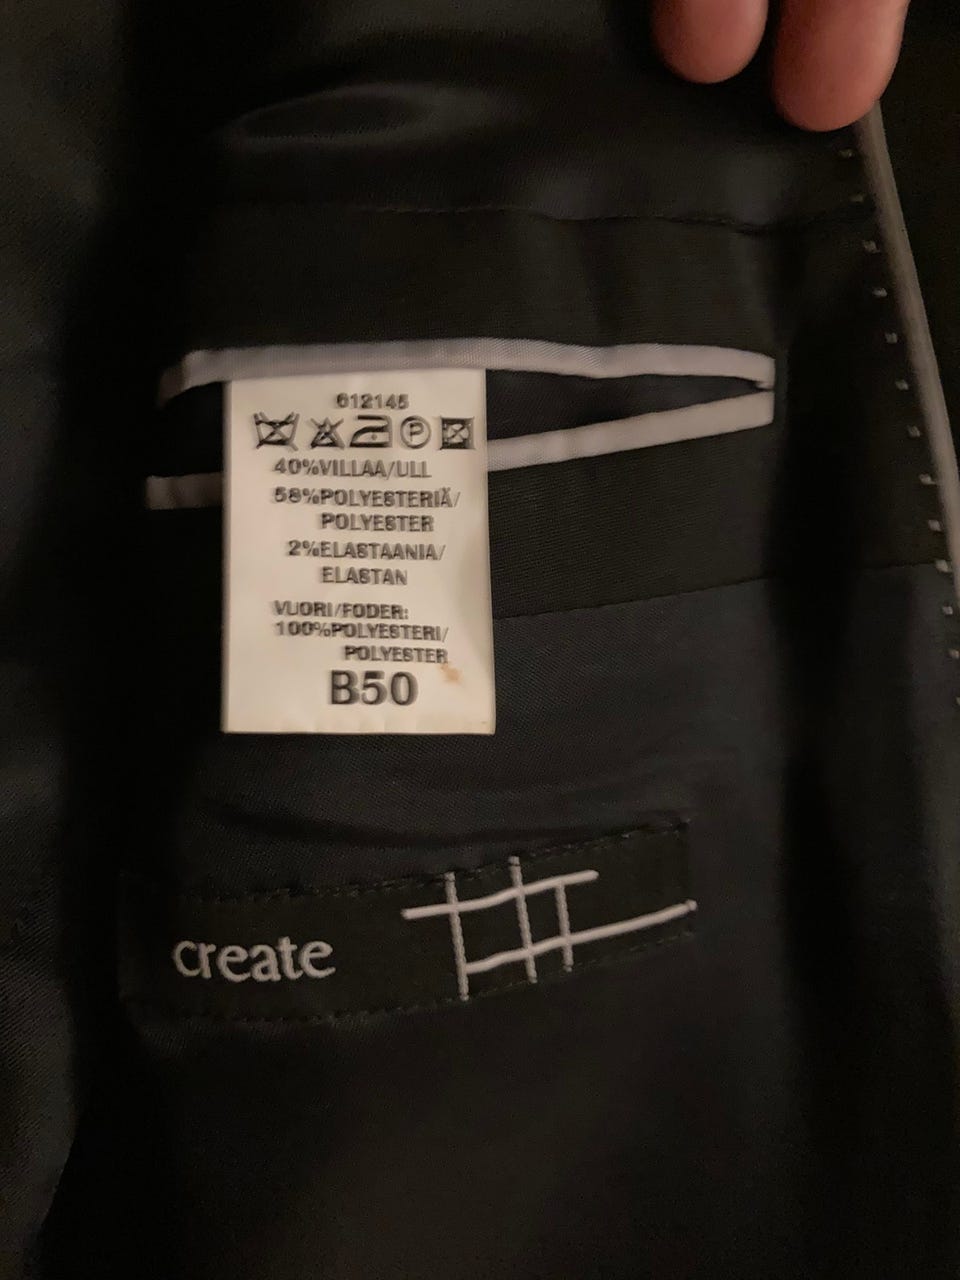 612145
P
40%VILLAA/ULL
58%POLYESTERIÄ/
POLYESTER
2%ELASTAANIA/
ELASTAN
VUORI/FODER:
100%POLYESTERI/
POLYESTER
B50
create